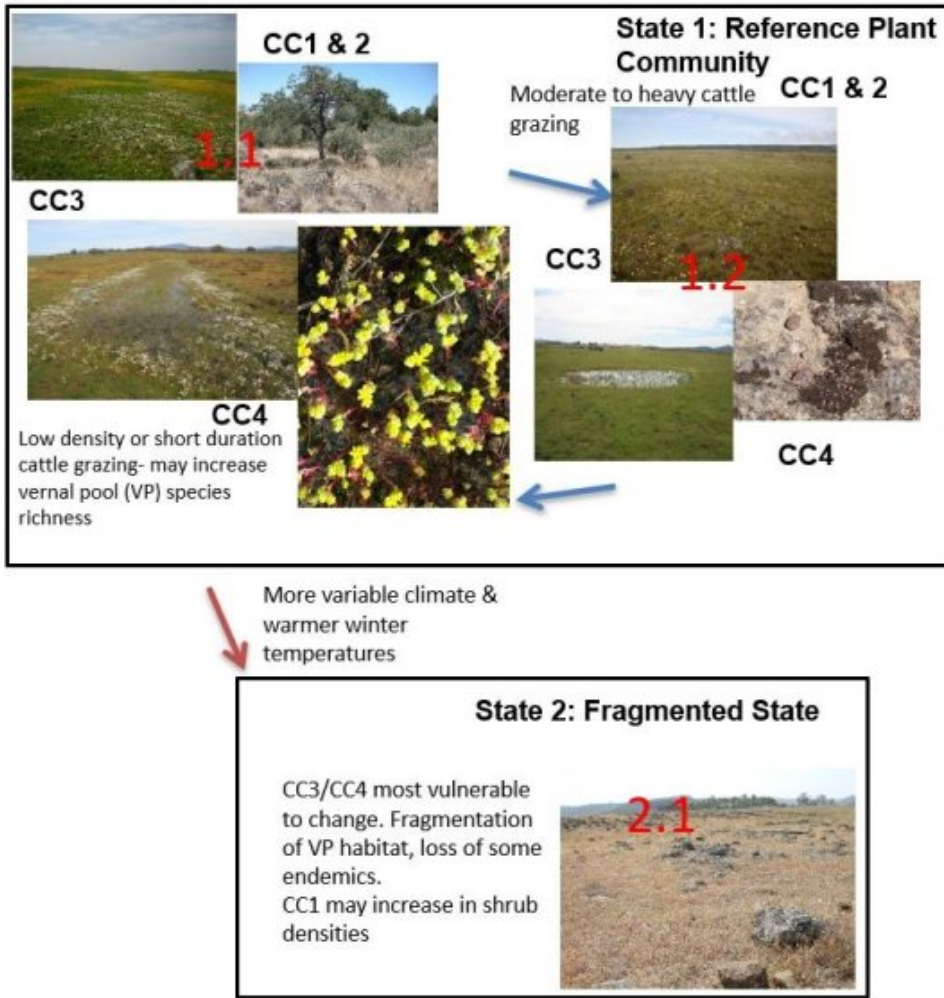 CC1 & 2
State 1: Reference Plant
Community
Moderate to heavy cattle
grazing
CC1 & 2
1.1
CC3
CC3
1.2
CC4
Low density or short duration
cattle grazing- may increase
vernal pool (VP) species
richness
CC4
More variable climate &
warmer winter
temperatures
State 2: Fragmented State
CC3/CC4 most vulnerable
to change. Fragmentation
of VP habitat, loss of some
endemics.
CC1 may increase in shrub
densities
2.1